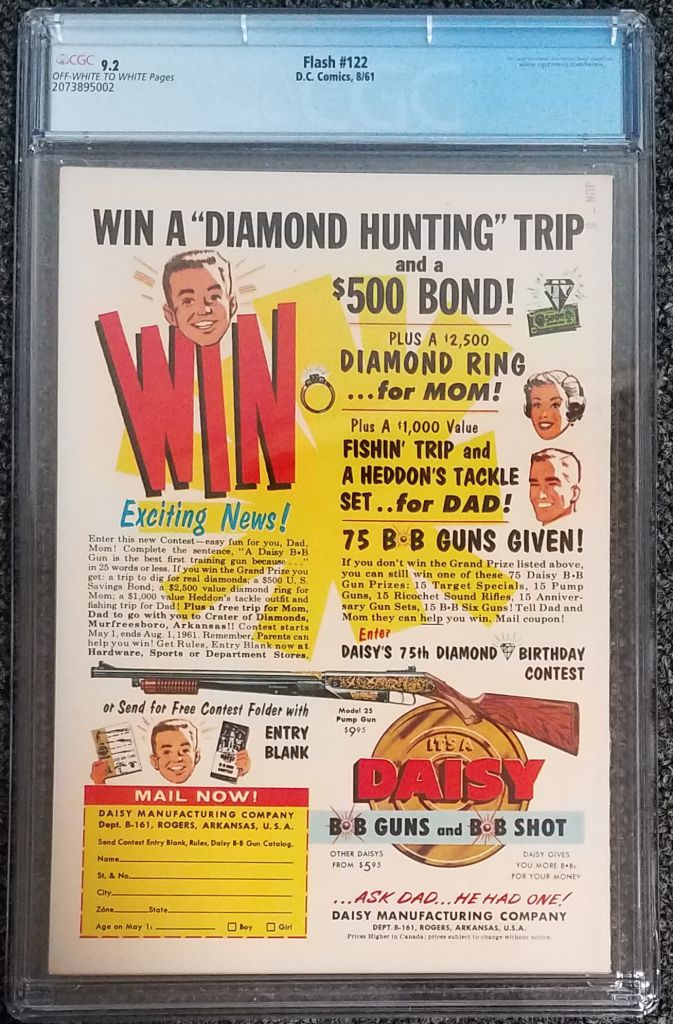 CGC 9.2
OFF-WHITE TO WHITE Pages
2073895002
Flash #122
D.C. Comics, 8/61
CGC
JUN - 8
WIN A "DIAMOND HUNTING" TRIP
and a
$500 BOND!
WIN
PLUS A $2,500
DIAMOND RING
...for MOM!
Plus A $1,000 Value
FISHIN' TRIP and
A HEDDON'S TACKLE
SET..for DAD!
Exciting News!
Enter this new Contest—easy fun for you, Dad,
Mom! Complete the sentence, "A Daisy B•B
Gun is the best first training gun because..."
in 25 words or less. If you win the Grand Prize you
get: a trip to dig for real diamonds; a $500 U. S.
Savings Bond; a $2,500 value diamond ring for
Mom; a $1,000 value Heddon's tackle outfit and
fishing trip for Dad! Plus a free trip for Mom,
Dad to go with you to Crater of Diamonds,
Murfreesboro, Arkansas!! Contest starts
May 1, ends Aug. 1, 1961. Remember, Parents can
help you win! Get Rules, Entry Blank now at
Hardware, Sports or Department Stores,
75 B•B GUNS GIVEN!
If you don't win the Grand Prize listed above,
you can still win one of these 75 Daisy B•B
Gun Prizes: 15 Target Specials, 15 Pump
Guns, 15 Ricochet Sound Rifles, 15 Anniver-
sary Gun Sets, 15 B•B Six Guns! Tell Dad and
Mom they can help you win. Mail coupon!
Enter
DAISY'S 75th DIAMOND BIRTHDAY
CONTEST
or Send for Free Contest Folder with
ENTRY
BLANK
Model 25
Pump Gun
$9.95
IT'S A
DAISY
B•B GUNS and B•B SHOT
OTHER DAISYS
FROM $5.95
DAISY GIVES
YOU MORE B•Bs
FOR YOUR MONEY
MAIL NOW!
DAISY MANUFACTURING COMPANY
Dept. B-161, ROGERS, ARKANSAS, U.S.A.
Send Contest Entry Blank, Rules, Daisy B•B Gun Catalog.
Name
St. & No.
City
Zone State
Age on May 1: Boy Girl
...ASK DAD...HE HAD ONE!
DAISY MANUFACTURING COMPANY
DEPT. B-161, ROGERS, ARKANSAS, U.S.A.
Prices Higher in Canada; prices subject to change without notice.